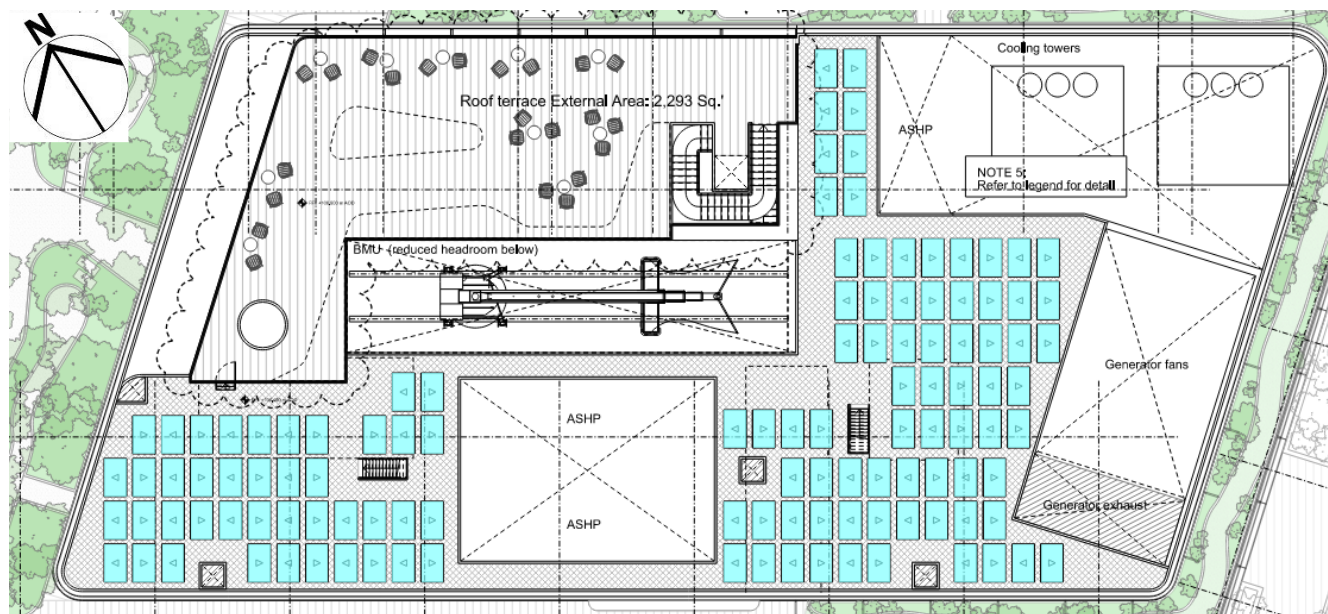 N
Cooling towers
Roof terrace External Area: 2,293 Sq.'
ASHP
NOTE 5:
Refer to legend for detail
BMU (reduced headroom below)
Generator fans
ASHP
Generator exhaust
ASHP